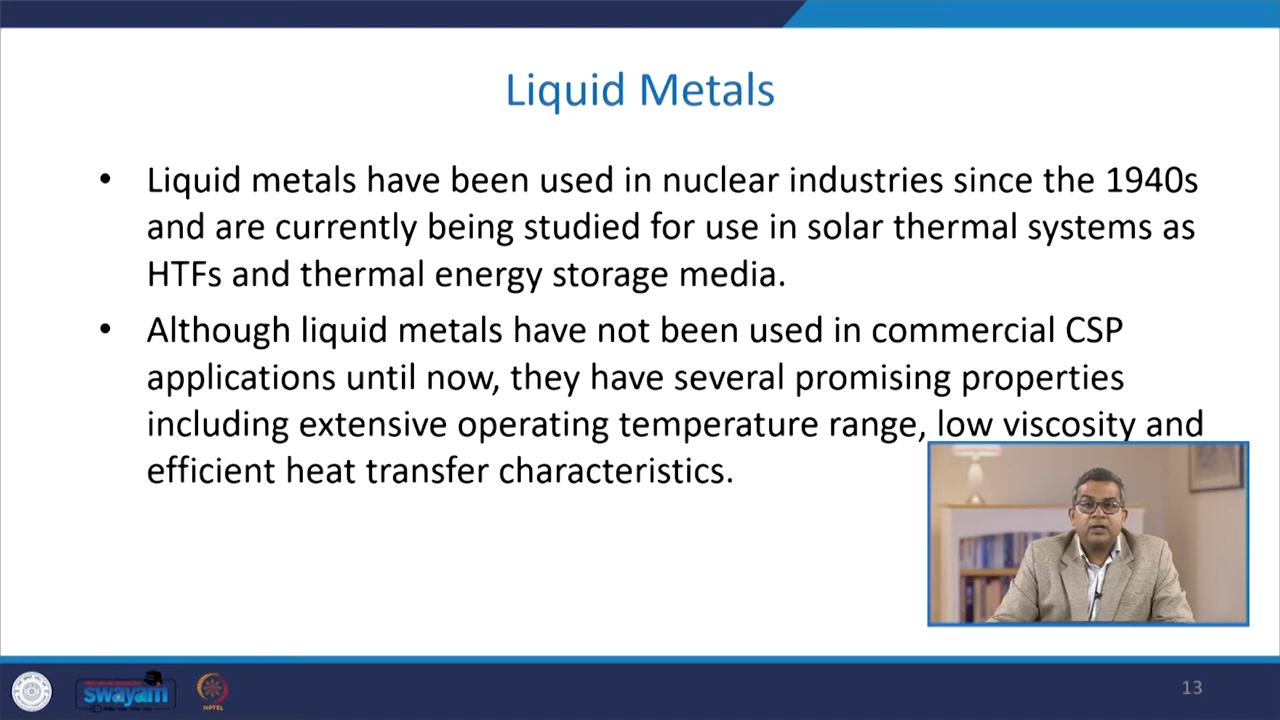 Liquid Metals
• Liquid metals have been used in nuclear industries since the 1940s
and are currently being studied for use in solar thermal systems as
HTFs and thermal energy storage media.
• Although liquid metals have not been used in commercial CSP
applications until now, they have several promising properties
including extensive operating temperature range, low viscosity and
efficient heat transfer characteristics.
swayam
NPTEL
13